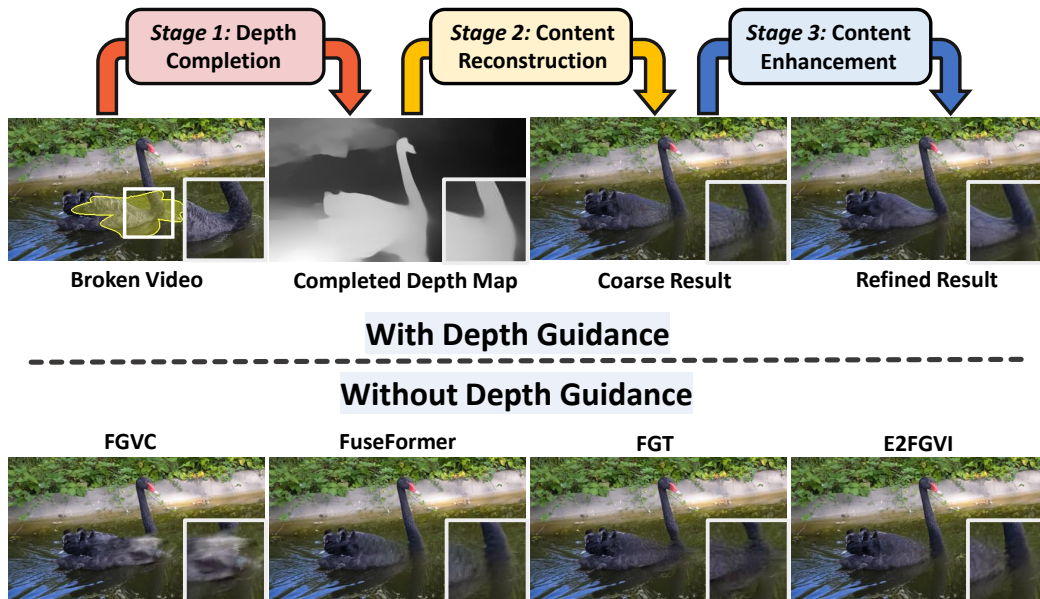 Stage 1: Depth
Completion
Stage 2: Content
Reconstruction
Stage 3: Content
Enhancement
Broken Video
Completed Depth Map
Coarse Result
Refined Result
With Depth Guidance
Without Depth Guidance
FGVC
FuseFormer
FGT
E2FGVI